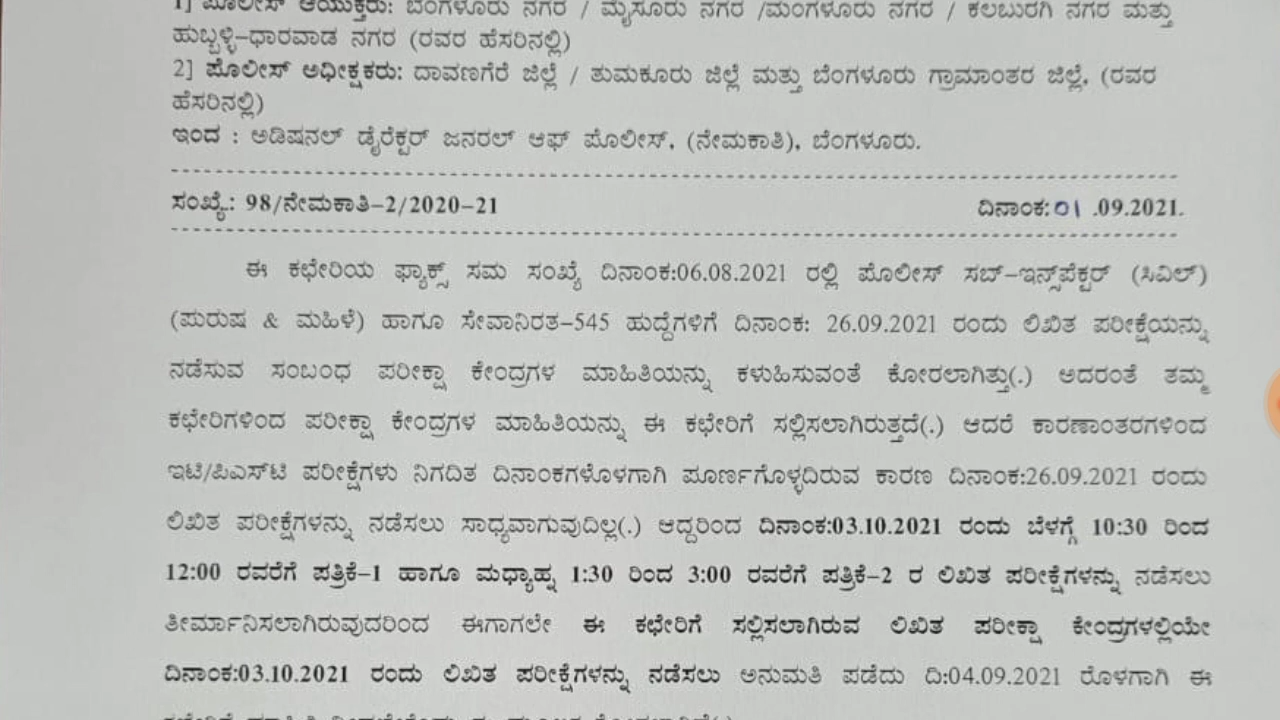 1] ಪೊಲೀಸ್ ಆಯುಕ್ತರು: ಬೆಂಗಳೂರು ನಗರ / ಮೈಸೂರು ನಗರ /ಮಂಗಳೂರು ನಗರ / ಕಲಬುರಗಿ ನಗರ ಮತ್ತು
ಹುಬ್ಬಳ್ಳಿ-ಧಾರವಾಡ ನಗರ (ರವರ ಹೆಸರಿನಲ್ಲಿ)
2] ಪೊಲೀಸ್ ಅಧೀಕ್ಷಕರು: ದಾವಣಗೆರೆ ಜಿಲ್ಲೆ / ತುಮಕೂರು ಜಿಲ್ಲೆ ಮತ್ತು ಬೆಂಗಳೂರು ಗ್ರಾಮಾಂತರ ಜಿಲ್ಲೆ, (ರವರ
ಹೆಸರಿನಲ್ಲಿ)
ಇಂದ : ಅಡಿಷನಲ್ ಡೈರೆಕ್ಟರ್ ಜನರಲ್ ಆಫ್ ಪೊಲೀಸ್, (ನೇಮಕಾತಿ), ಬೆಂಗಳೂರು.
ಸಂಖ್ಯೆ: 98/ನೇಮಕಾತಿ-2/2020-21 ದಿನಾಂಕ:01 .09.2021.
ಈ ಕಛೇರಿಯ ಫ್ಯಾಕ್ಸ್ ಸಮ ಸಂಖ್ಯೆ ದಿನಾಂಕ:06.08.2021 ರಲ್ಲಿ ಪೊಲೀಸ್ ಸಬ್-ಇನ್ಸ್‌ಪೆಕ್ಟರ್ (ಸಿವಿಲ್)
(ಪುರುಷ & ಮಹಿಳೆ) ಹಾಗೂ ಸೇವಾನಿರತ-545 ಹುದ್ದೆಗಳಿಗೆ ದಿನಾಂಕ: 26.09.2021 ರಂದು ಲಿಖಿತ ಪರೀಕ್ಷೆಯನ್ನು
ನಡೆಸುವ ಸಂಬಂಧ ಪರೀಕ್ಷಾ ಕೇಂದ್ರಗಳ ಮಾಹಿತಿಯನ್ನು ಕಳುಹಿಸುವಂತೆ ಕೋರಲಾಗಿತ್ತು(.) ಅದರಂತೆ ತಮ್ಮ
ಕಛೇರಿಗಳಿಂದ ಪರೀಕ್ಷಾ ಕೇಂದ್ರಗಳ ಮಾಹಿತಿಯನ್ನು ಈ ಕಛೇರಿಗೆ ಸಲ್ಲಿಸಲಾಗಿರುತ್ತದೆ(.) ಆದರೆ ಕಾರಣಾಂತರಗಳಿಂದ
ಇಟಿ/ಪಿಎಸ್‌ಟಿ ಪರೀಕ್ಷೆಗಳು ನಿಗದಿತ ದಿನಾಂಕಗಳೊಳಗಾಗಿ ಪೂರ್ಣಗೊಳ್ಳದಿರುವ ಕಾರಣ ದಿನಾಂಕ:26.09.2021 ರಂದು
ಲಿಖಿತ ಪರೀಕ್ಷೆಗಳನ್ನು ನಡೆಸಲು ಸಾಧ್ಯವಾಗುವುದಿಲ್ಲ(.) ಆದ್ದರಿಂದ ದಿನಾಂಕ:03.10.2021 ರಂದು ಬೆಳಗ್ಗೆ 10:30 ರಿಂದ
12:00 ರವರೆಗೆ ಪತ್ರಿಕೆ-1 ಹಾಗೂ ಮಧ್ಯಾಹ್ನ 1:30 ರಿಂದ 3:00 ರವರೆಗೆ ಪತ್ರಿಕೆ-2 ರ ಲಿಖಿತ ಪರೀಕ್ಷೆಗಳನ್ನು ನಡೆಸಲು
ತೀರ್ಮಾನಿಸಲಾಗಿರುವುದರಿಂದ ಈಗಾಗಲೇ ಈ ಕಛೇರಿಗೆ ಸಲ್ಲಿಸಲಾಗಿರುವ ಲಿಖಿತ ಪರೀಕ್ಷಾ ಕೇಂದ್ರಗಳಲ್ಲಿಯೇ
ದಿನಾಂಕ:03.10.2021 ರಂದು ಲಿಖಿತ ಪರೀಕ್ಷೆಗಳನ್ನು ನಡೆಸಲು ಅನುಮತಿ ಪಡೆದು ದಿ:04.09.2021 ರೊಳಗಾಗಿ ಈ